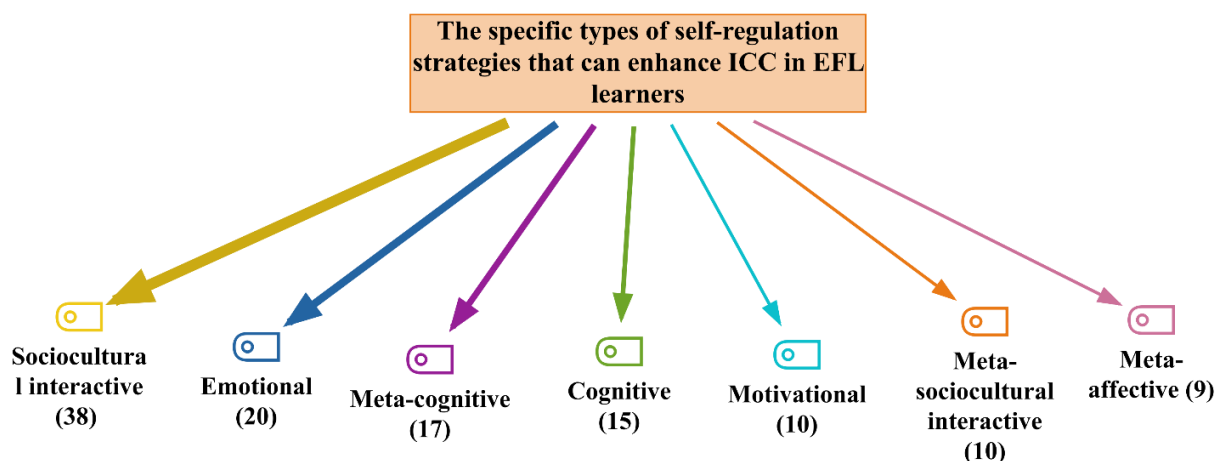 The specific types of self-regulation
strategies that can enhance ICC in EFL
learners
Sociocultura
l interactive
(38)
Emotional
(20)
Meta-cognitive
(17)
Cognitive
(15)
Motivational
(10)
Meta-
sociocultural
interactive
(10)
Meta-
affective (9)